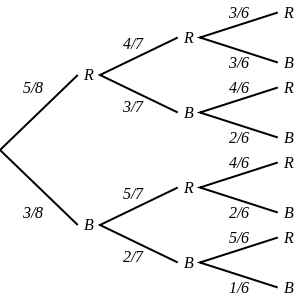 3/6 R
4/7 R
3/6 B
5/8 R
4/6 R
3/7 B
2/6 B
4/6 R
5/7 R
2/6 B
3/8 B
5/6 R
2/7 B
1/6 B